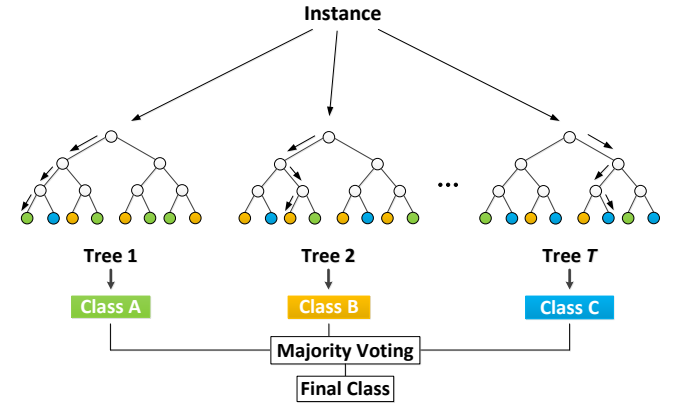 Instance
...
Tree 1
Tree 2
Tree T
Class A
Class B
Class C
Majority Voting
Final Class